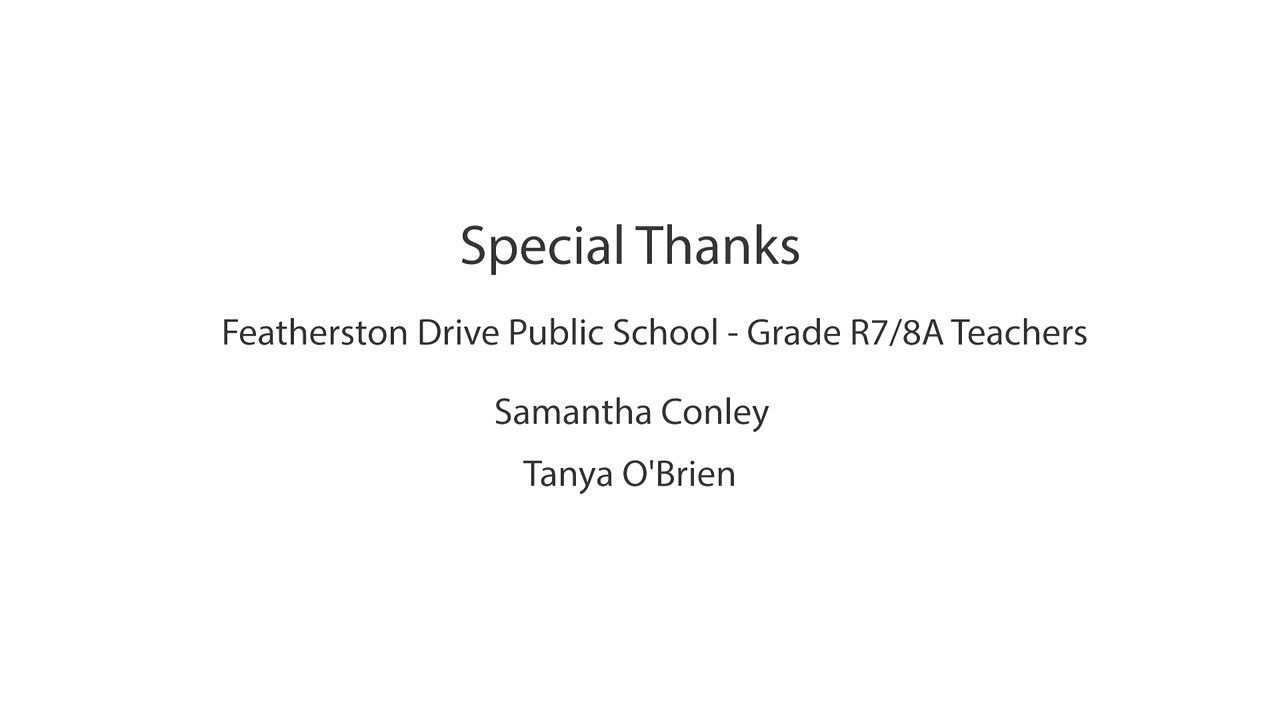 Special Thanks
Featherston Drive Public School - Grade R7/8A Teachers
Samantha Conley
Tanya O'Brien